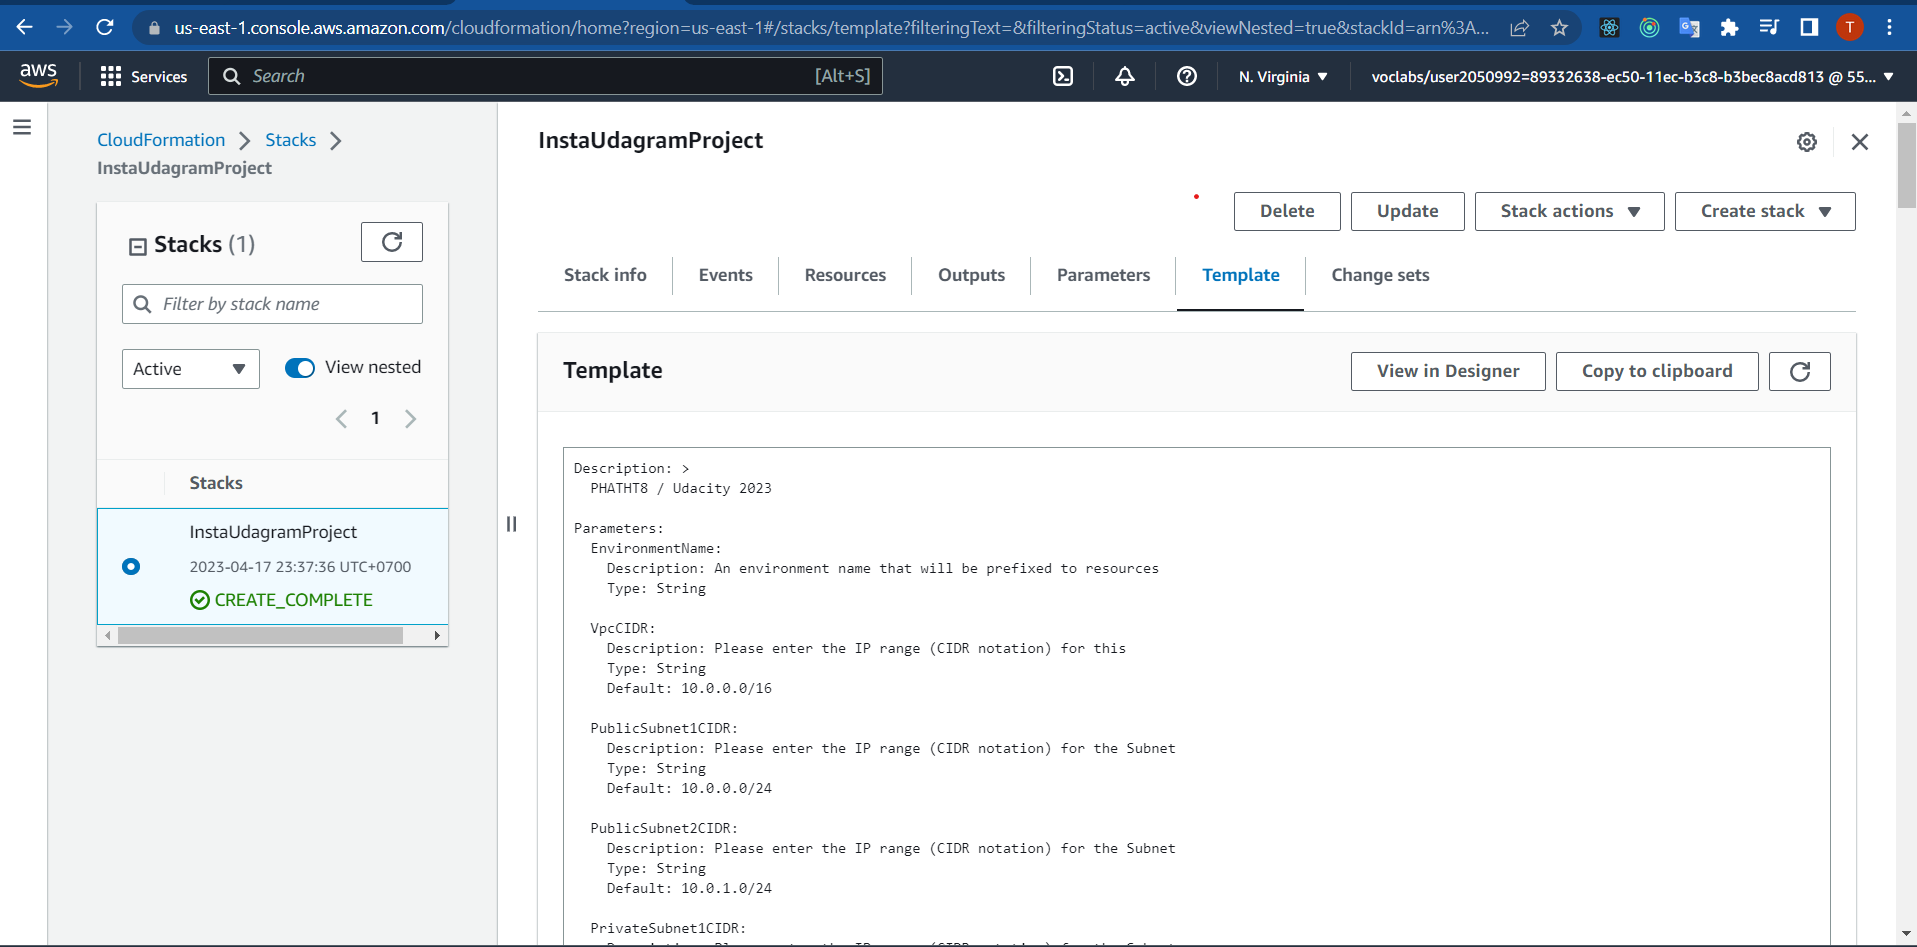 us-east-1.console.aws.amazon.com/cloudformation/home?region=us-east-1#/stacks/template?filteringText=&filteringStatus=active&viewNested=true&stackId=arn%3A...
T
aws
Services
Search
[Alt+S]
N. Virginia
voclabs/user2050992=89332638-ec50-11ec-b3c8-b3bec8acd813 @ 55...
CloudFormation
Stacks
InstaUdagramProject
Stacks (1)
Filter by stack name
Active
View nested
1
Stacks
InstaUdagramProject
2023-04-17 23:37:36 UTC+0700
CREATE_COMPLETE
InstaUdagramProject
Delete
Update
Stack actions
Create stack
Stack info
Events
Resources
Outputs
Parameters
Template
Change sets
Template
View in Designer
Copy to clipboard
Description: >
PHATHT8 / Udacity 2023
Parameters:
EnvironmentName:
Description: An environment name that will be prefixed to resources
Type: String
VpcCIDR:
Description: Please enter the IP range (CIDR notation) for this
Type: String
Default: 10.0.0.0/16
PublicSubnet1CIDR:
Description: Please enter the IP range (CIDR notation) for the Subnet
Type: String
Default: 10.0.0.0/24
PublicSubnet2CIDR:
Description: Please enter the IP range (CIDR notation) for the Subnet
Type: String
Default: 10.0.1.0/24
PrivateSubnet1CIDR: